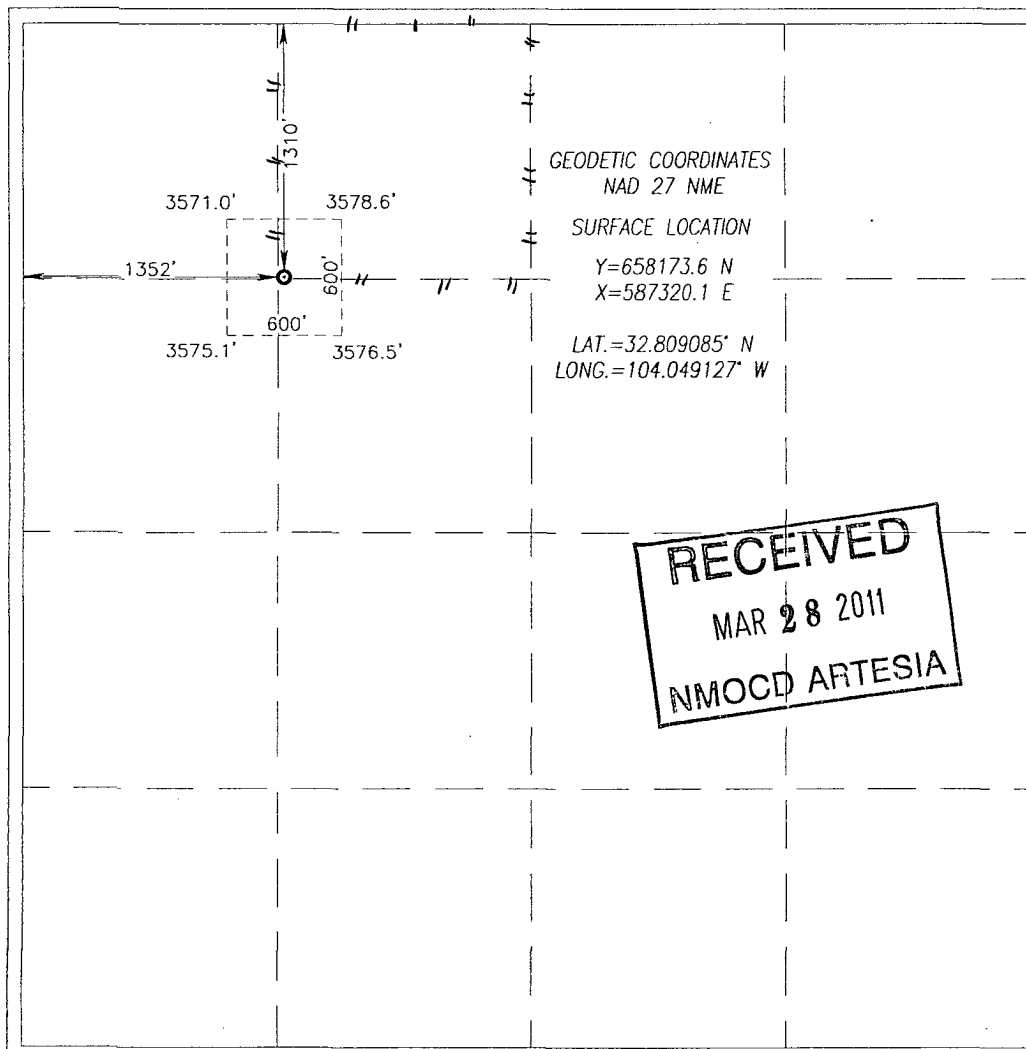 1310'
GEODETIC COORDINATES
NAD 27 NME
3571.0'
3578.6'
SURFACE LOCATION
1352'
600'
Y=658173.6 N
X=587320.1 E
600'
3575.1'
3576.5'
LAT.=32.809085° N
LONG.=104.049127° W
RECEIVED
MAR 28 2011
NMOCD ARTESIA